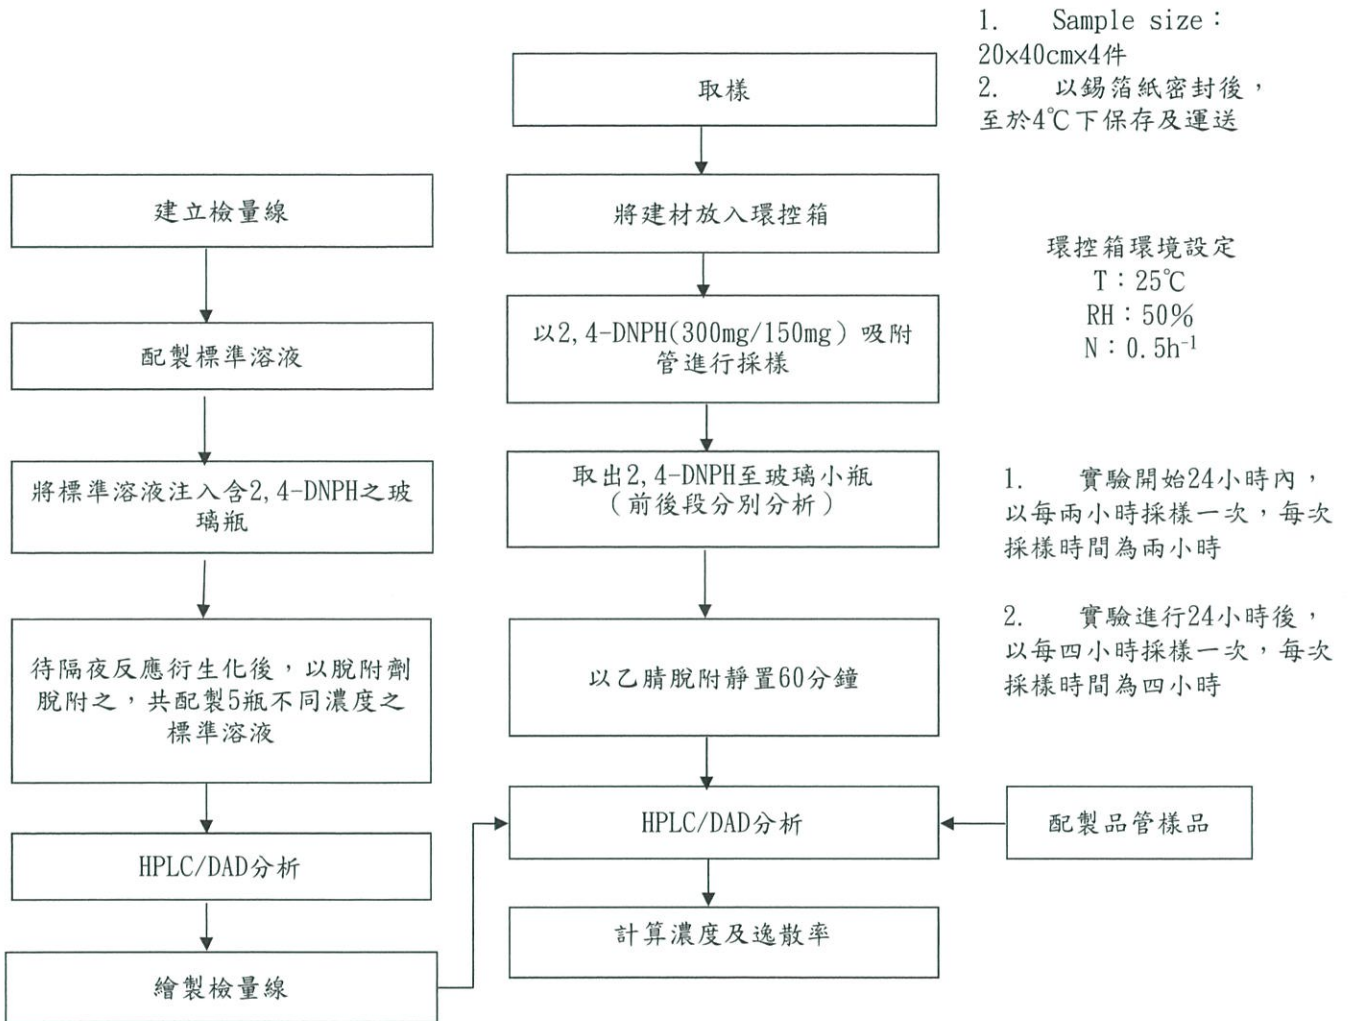 1. Sample size：
20×40cm×4件
2. 以錫箔紙密封後，
至於4℃下保存及運送
取樣
建立檢量線
將建材放入環控箱
環控箱環境設定
T：25℃
RH：50%
N：0.5h⁻¹
配製標準溶液
以2,4-DNPH(300mg/150mg) 吸附
管進行採樣
將標準溶液注入含2,4-DNPH之玻
璃瓶
取出2,4-DNPH至玻璃小瓶
(前後段分別分析)
1. 實驗開始24小時內，
以每兩小時採樣一次，每次
採樣時間為兩小時
2. 實驗進行24小時後，
以每四小時採樣一次，每次
採樣時間為四小時
待隔夜反應衍生化後，以脫附劑
脫附之，共配製5瓶不同濃度之
標準溶液
以乙腈脫附靜置60分鐘
HPLC/DAD分析
HPLC/DAD分析
配製品管樣品
繪製檢量線
計算濃度及逸散率